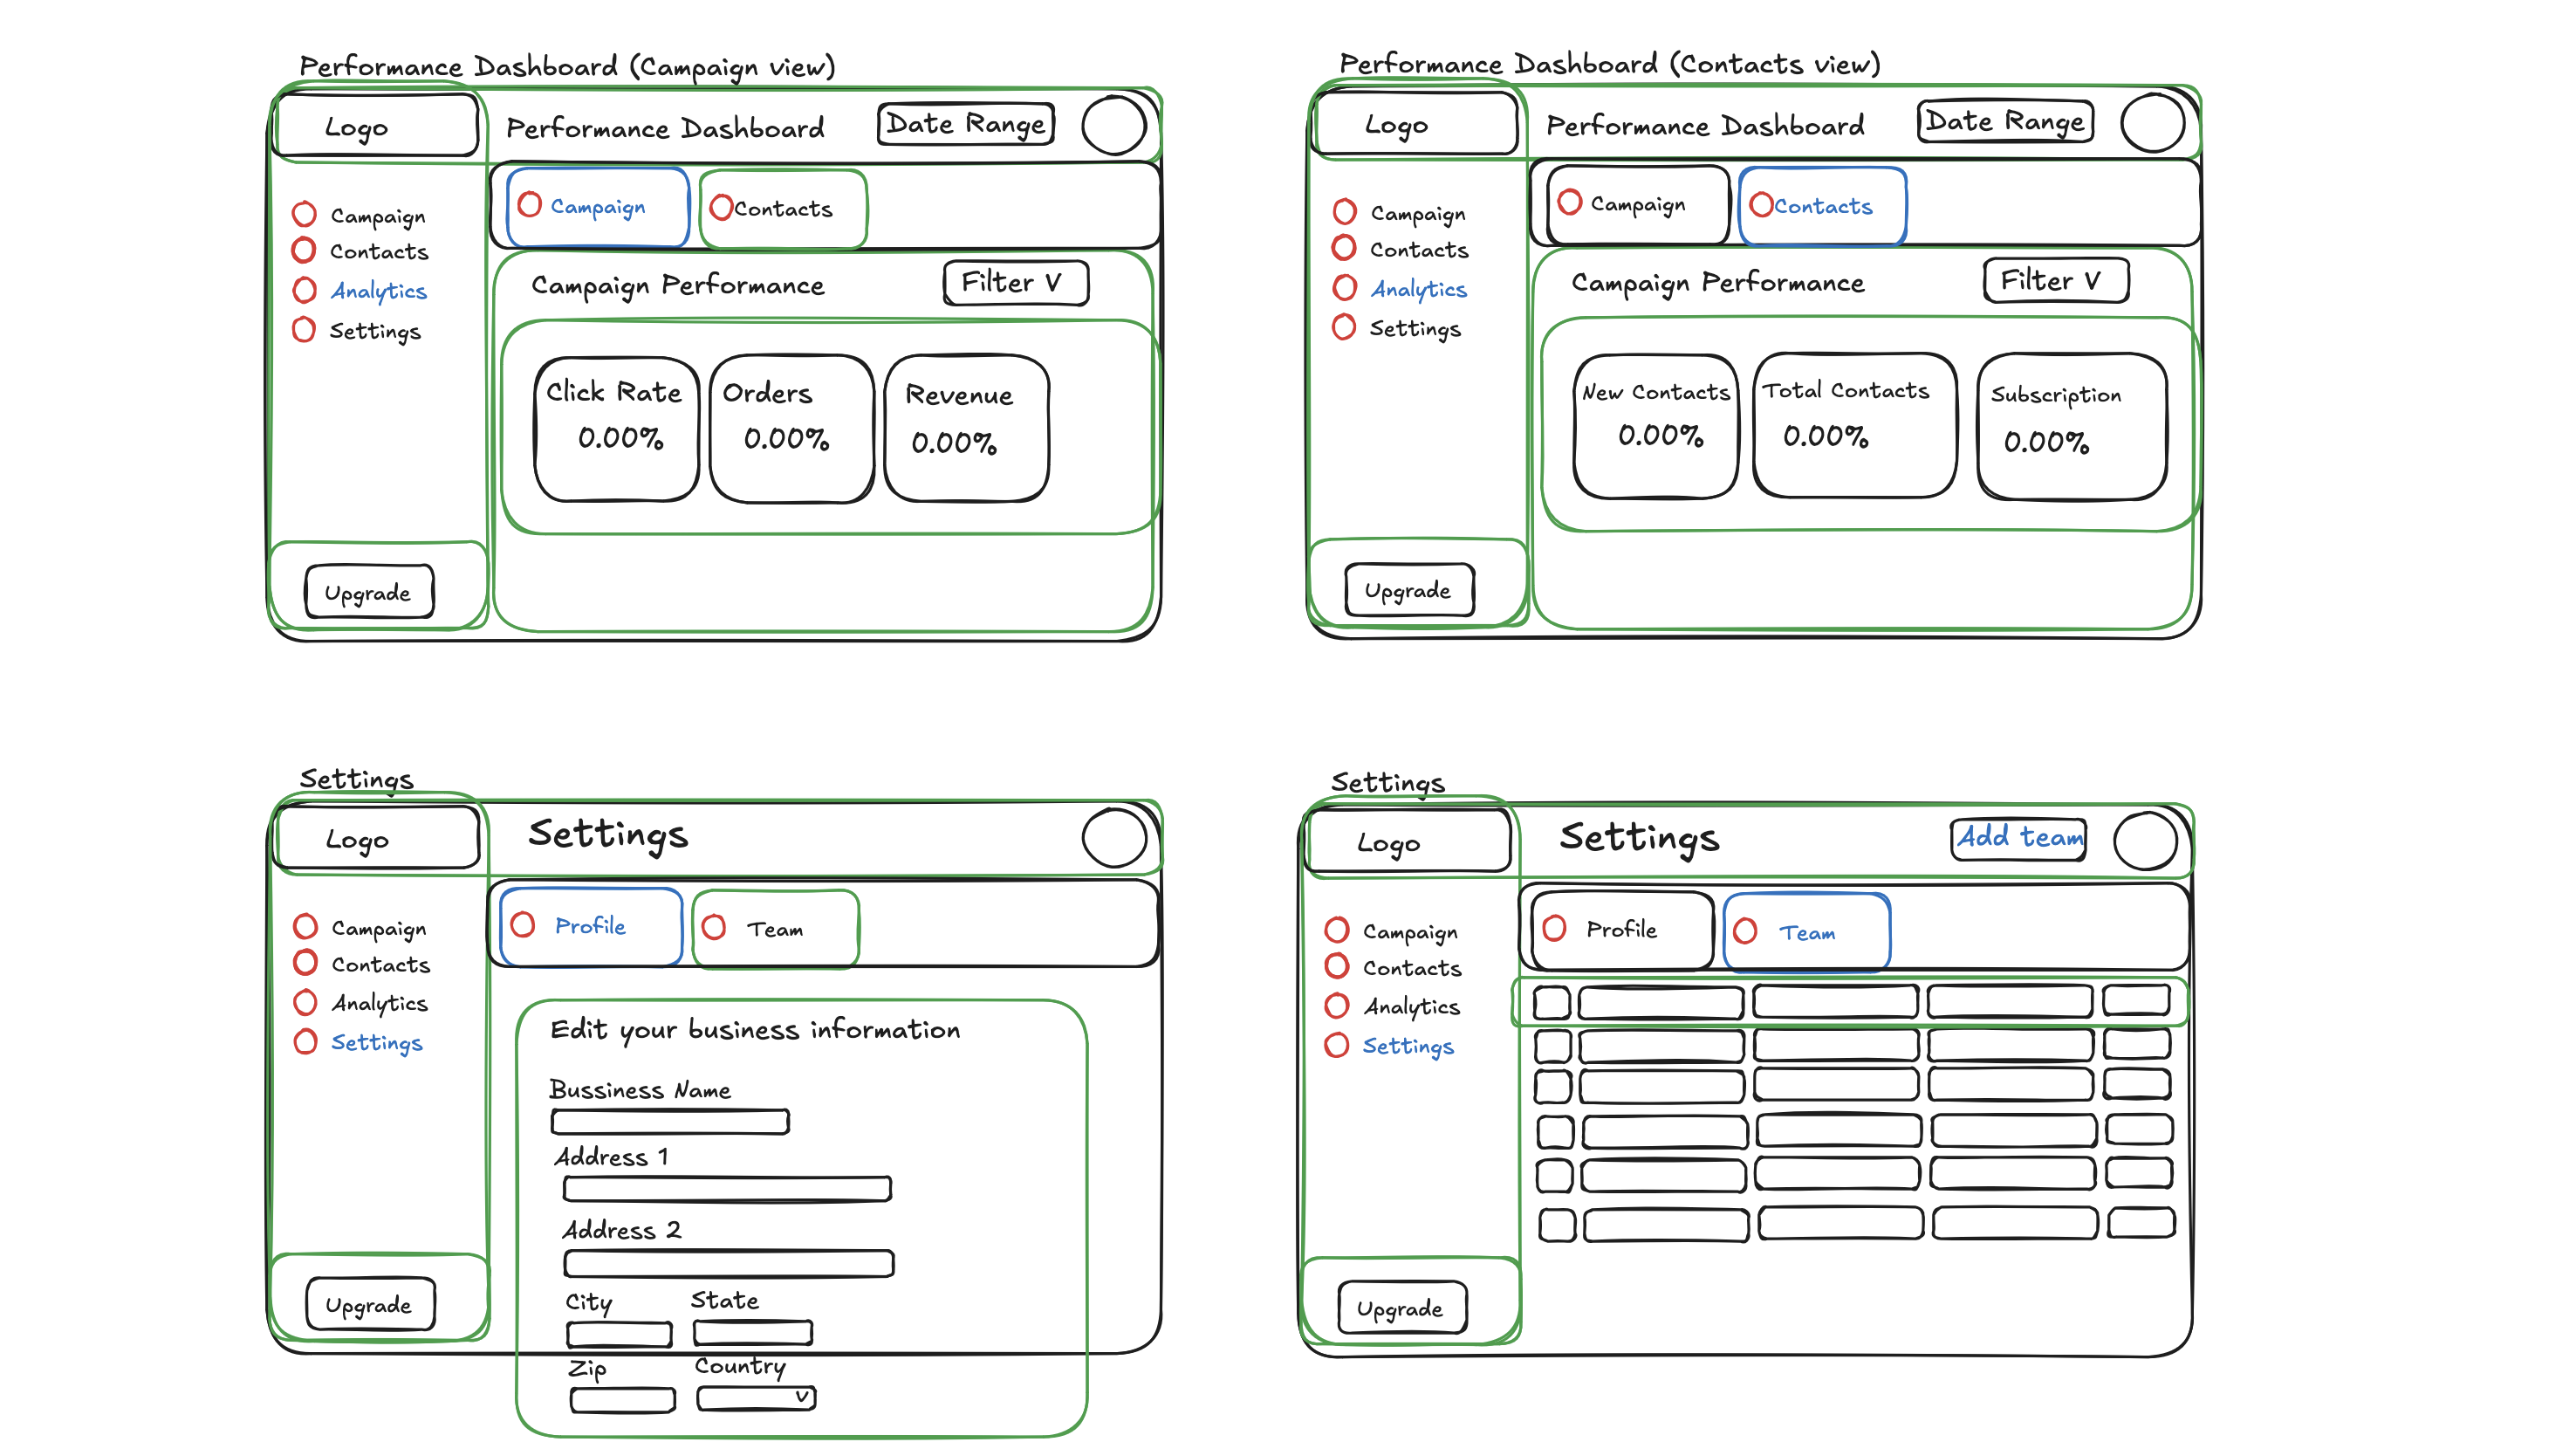 Performance Dashboard (Campaign view)
Logo
Performance Dashboard
Date Range
Campaign
Contacts
Campaign
Contacts
Analytics
Settings
Campaign Performance
Filter V
Click Rate
0.00%
Orders
0.00%
Revenue
0.00%
Upgrade
Performance Dashboard (Contacts view)
Logo
Performance Dashboard
Date Range
Campaign
Contacts
Campaign
Contacts
Analytics
Settings
Campaign Performance
Filter V
New Contacts
0.00%
Total Contacts
0.00%
Subscription
0.00%
Upgrade
Settings
Logo
Settings
Profile
Team
Campaign
Contacts
Analytics
Settings
Edit your business information
Bussiness Name
Address 1
Address 2
City
State
Zip
Country
v
Upgrade
Settings
Logo
Settings
Add team
Profile
Team
Campaign
Contacts
Analytics
Settings
Upgrade